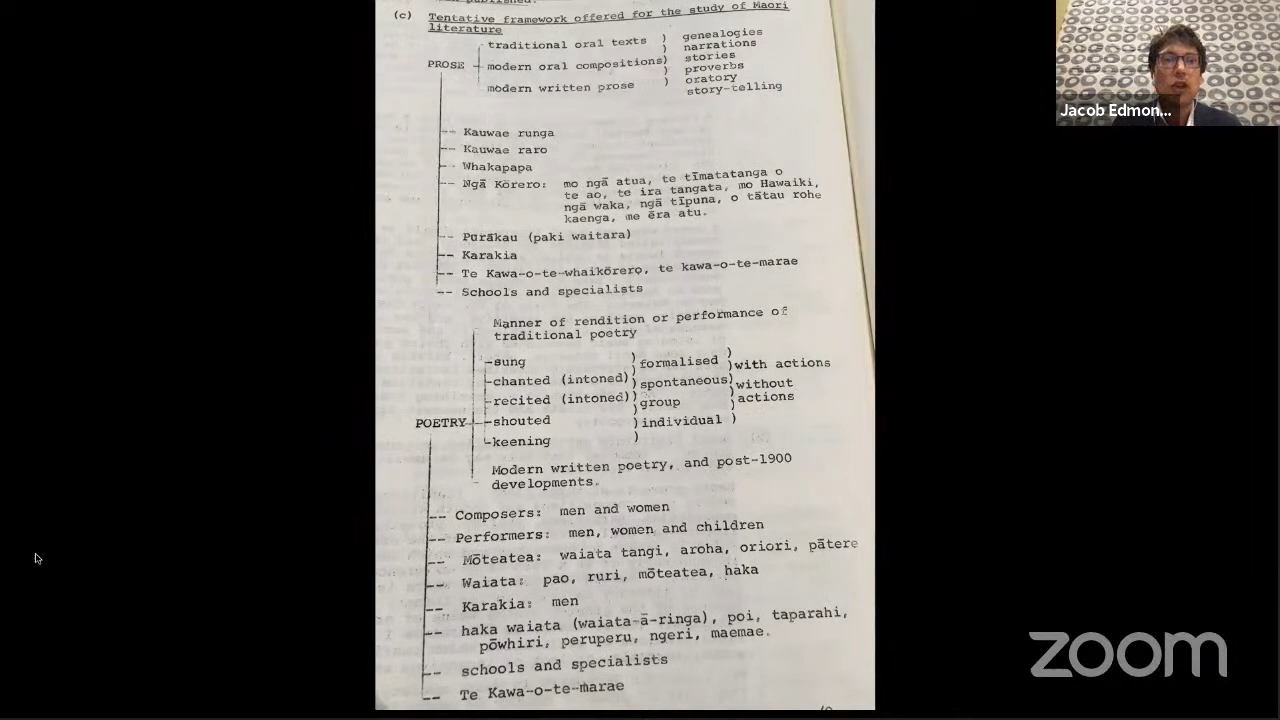 (c) Tentative framework offered for the study of Maori
literature
traditional oral texts ) genealogies
) narrations
PROSE modern oral compositions) stories
) proverbs
modern written prose ) oratory
story-telling
-- Kauwae runga
-- Kauwae raro
-- Whakapapa
-- Ngā Kōrero: mo ngā atua, te tīmatatanga o
te ao, te ira tangata, mo Hawaiki,
ngā waka, ngā tīpuna, o tātau rohe
kaenga, me ēra atu.
-- Purākau (paki waitara)
-- Karakia
-- Te Kawa-o-te-whaikōrero, te kawa-o-te-marae
-- Schools and specialists
Manner of rendition or performance of
traditional poetry
-sung ) formalised ) with actions
-chanted (intoned) ) spontaneous) without
-recited (intoned) ) group ) actions
POETRY -shouted ) individual )
-keening )
Modern written poetry, and post-1900
developments.
-- Composers: men and women
-- Performers: men, women and children
-- Mōteatea: waiata tangi, aroha, oriori, pātere
-- Waiata: pao, ruri, mōteatea, haka
-- Karakia: men
-- haka waiata (waiata-ā-ringa), poi, taparahi,
pōwhiri, peruperu, ngeri, maemae.
-- schools and specialists
-- Te Kawa-o-te-marae
Jacob Edmon...
zoom